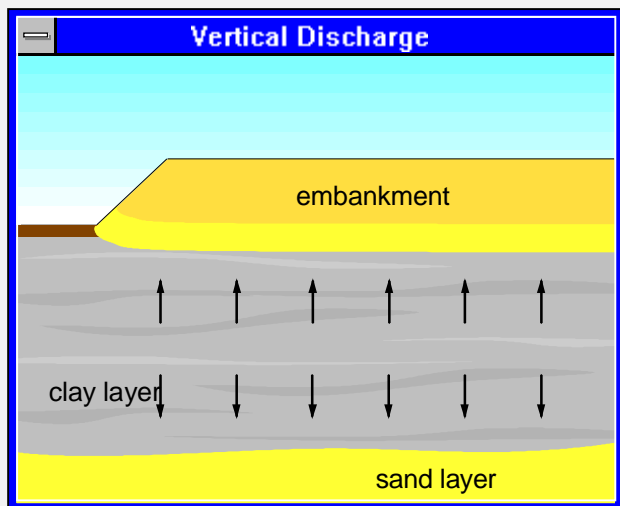 Vertical Discharge
embankment
clay layer
sand layer